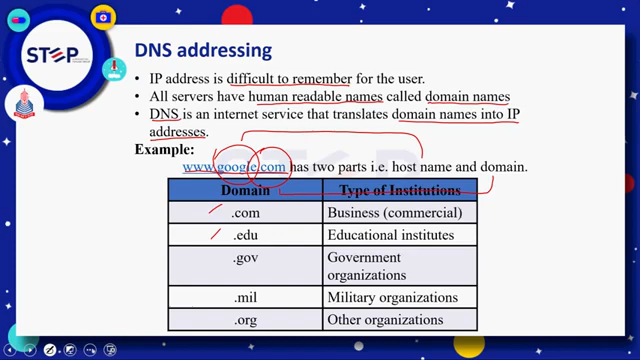 STEP
DNS addressing
• IP address is difficult to remember for the user.
• All servers have human readable names called domain names
• DNS is an internet service that translates domain names into IP
addresses.
Example:
www.google.com has two parts i.e. host name and domain.
Domain Type of Institutions
.com Business (commercial)
.edu Educational institutes
.gov Government
organizations
.mil Military organizations
.org Other organizations